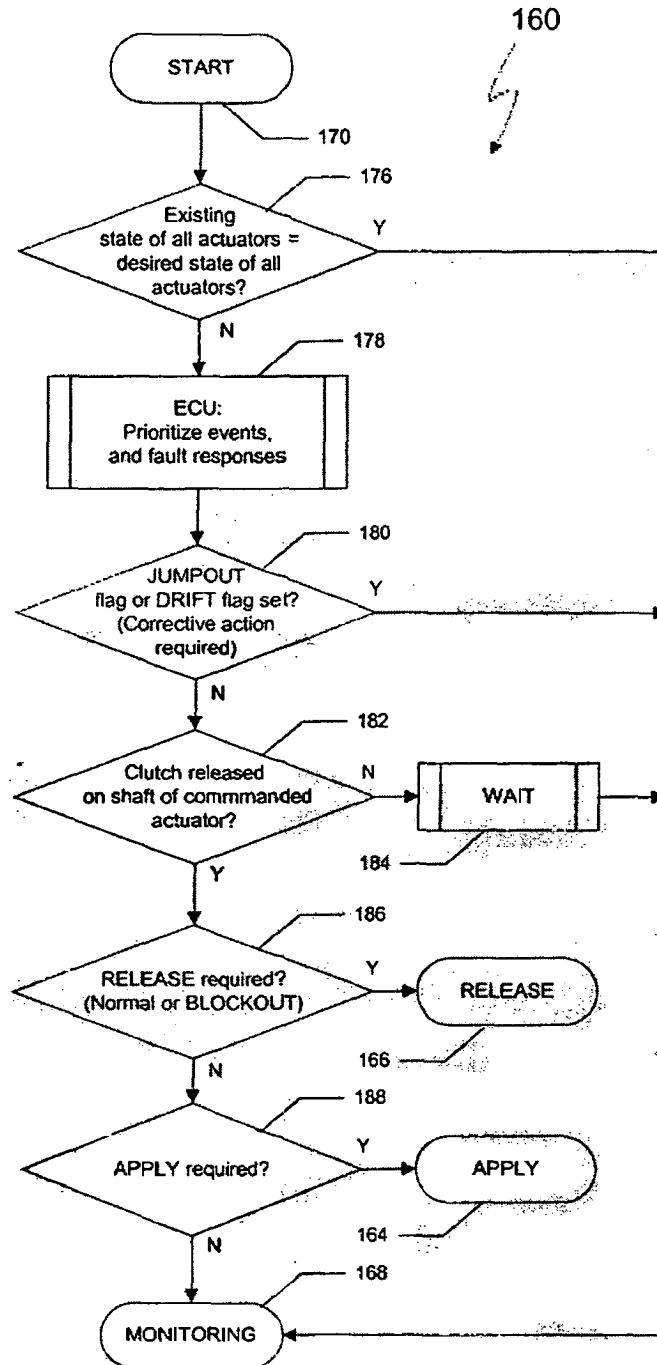 160
START
170
176
Existing
state of all actuators =
desired state of all
actuators?
Y
N
178
ECU:
Prioritize events,
and fault responses
180
JUMPOUT
flag or DRIFT flag set?
(Corrective action
required)
Y
N
182
Clutch released
on shaft of commmanded
actuator?
N
WAIT
184
Y
186
RELEASE required?
(Normal or BLOCKOUT)
Y
RELEASE
166
N
188
APPLY required?
Y
APPLY
164
N
168
MONITORING